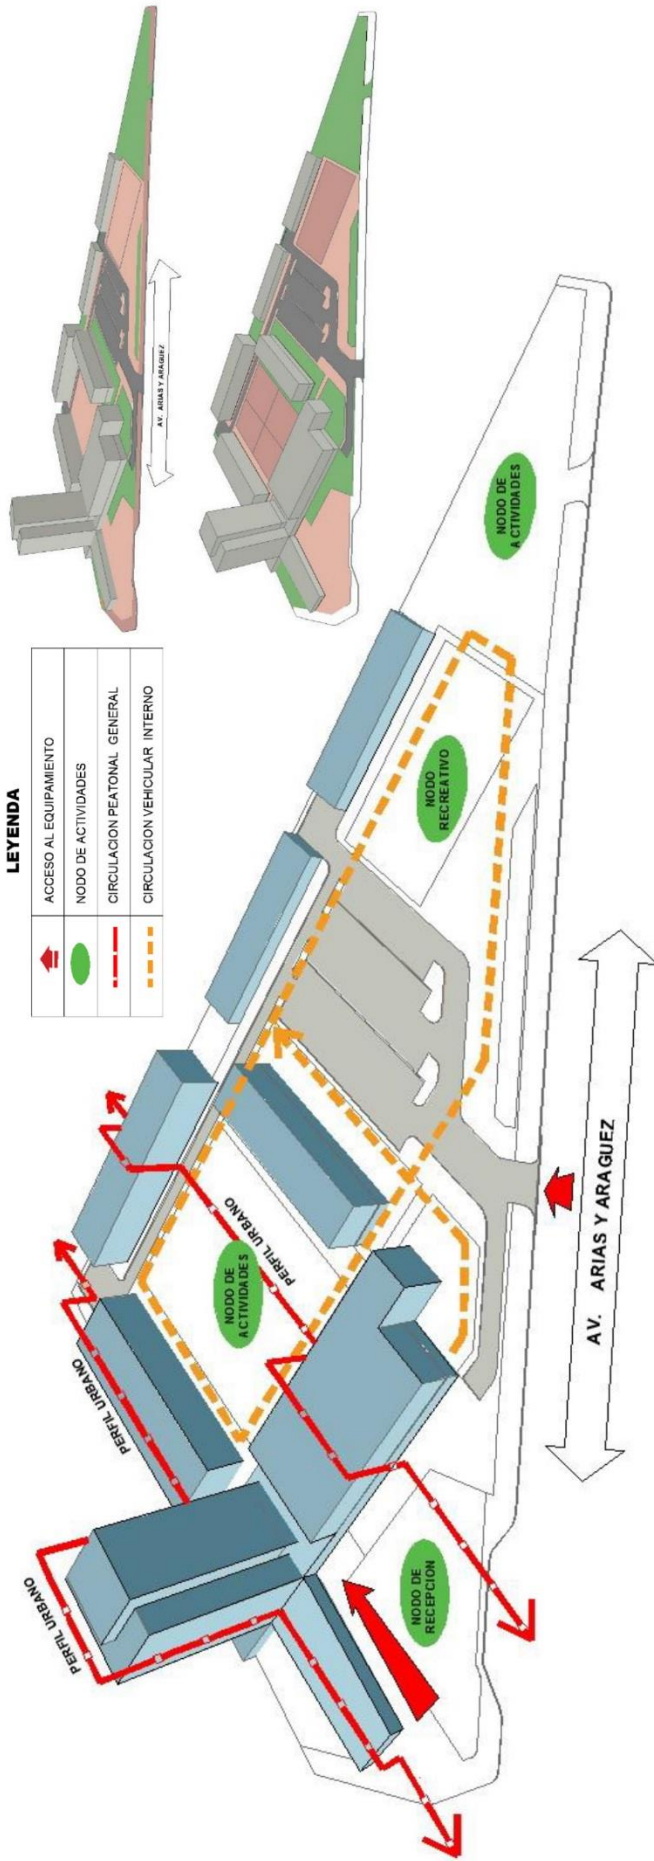 AV. ARIAS Y ARAGUEZ
LEYENDA
ACCESO AL EQUIPAMIENTO
NODO DE ACTIVIDADES
CIRCULACION PEATONAL GENERAL
CIRCULACION VEHICULAR INTERNO
PERFIL URBANO
PERFIL URBANO
PERFIL URBANO
NODO DE
ACTIVIDADES
NODO DE
RECEPCION
NODO
RECREATIVO
NODO DE
ACTIVIDADES
AV. ARIAS Y ARAGUEZ